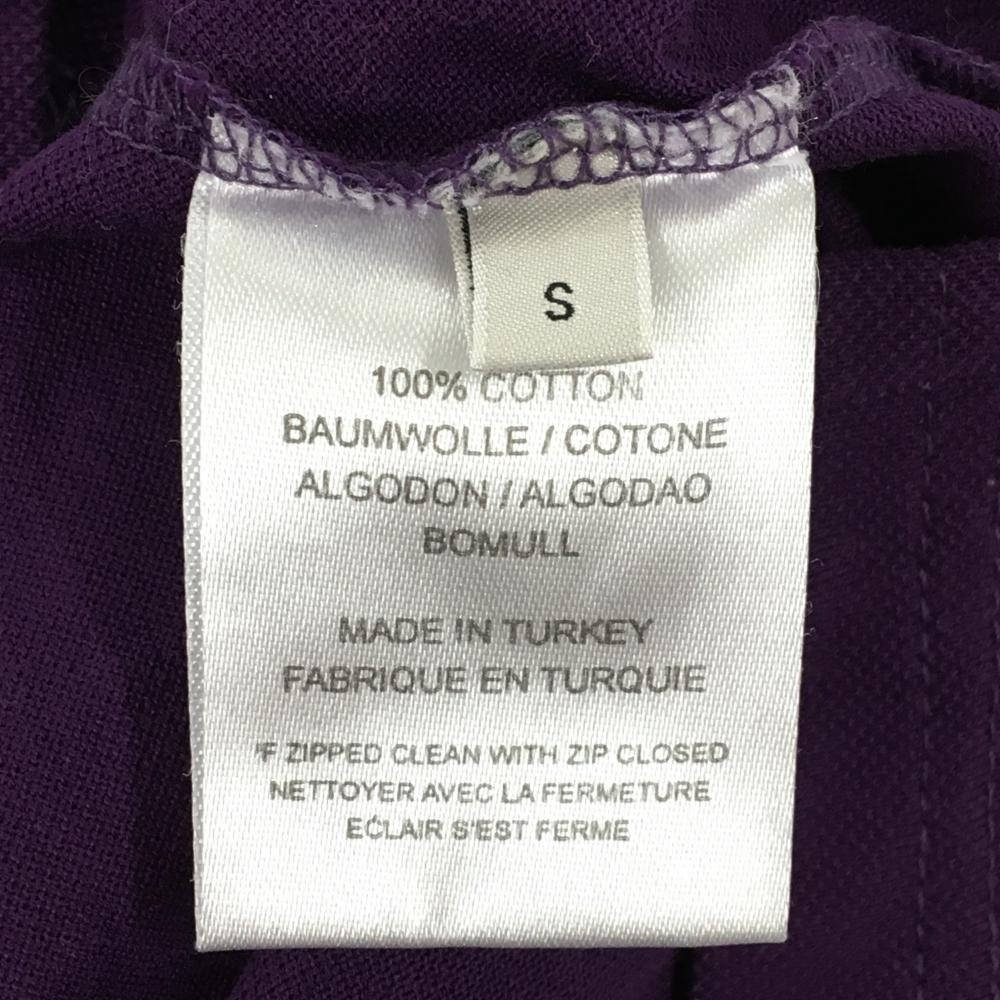 S
100% COTTON
BAUMWOLLE / COTONE
ALGODON / ALGODAO
BOMULL
MADE IN TURKEY
FABRIQUE EN TURQUIE
IF ZIPPED CLEAN WITH ZIP CLOSED
NETTOYER AVEC LA FERMETURE
ECLAIR S'EST FERME